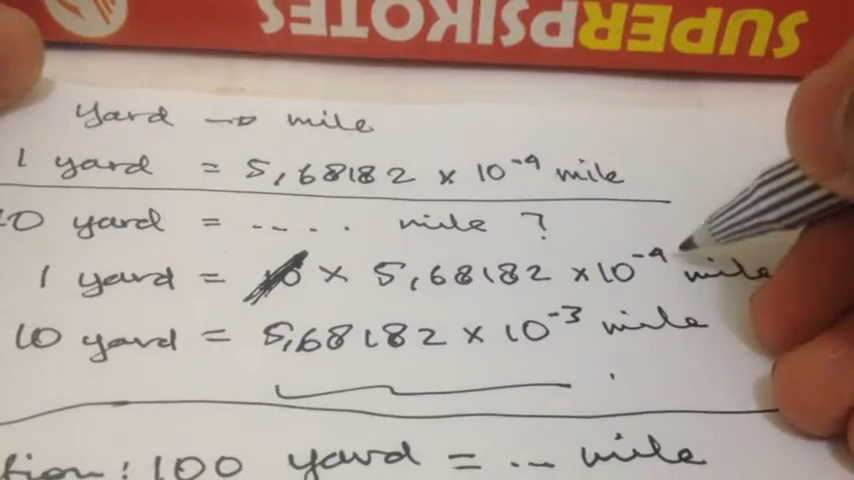 SUPERPSIKOTES
yard → mile
1 yard = 5,68182 × 10⁻⁴ mile
10 yard = ..... mile ?
1 yard = × 5,68182 × 10⁻⁴ mile
10 yard = 5,68182 × 10⁻³ mile
tion: 100 yard = ... mile